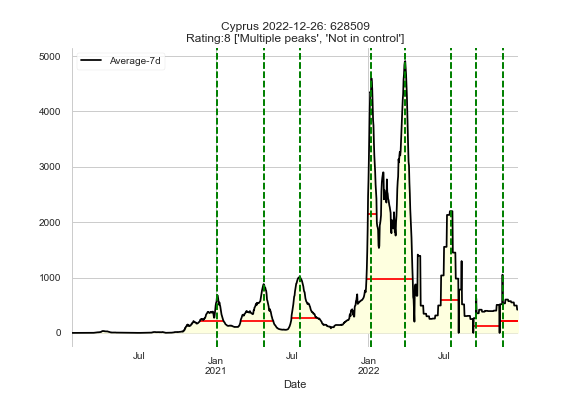 Cyprus 2022-12-26: 628509
Rating:8 ['Multiple peaks', 'Not in control']
Average-7d
5000
4000
3000
2000
1000
0
Jul
Jan
2021
Jul
Jan
2022
Jul
Date